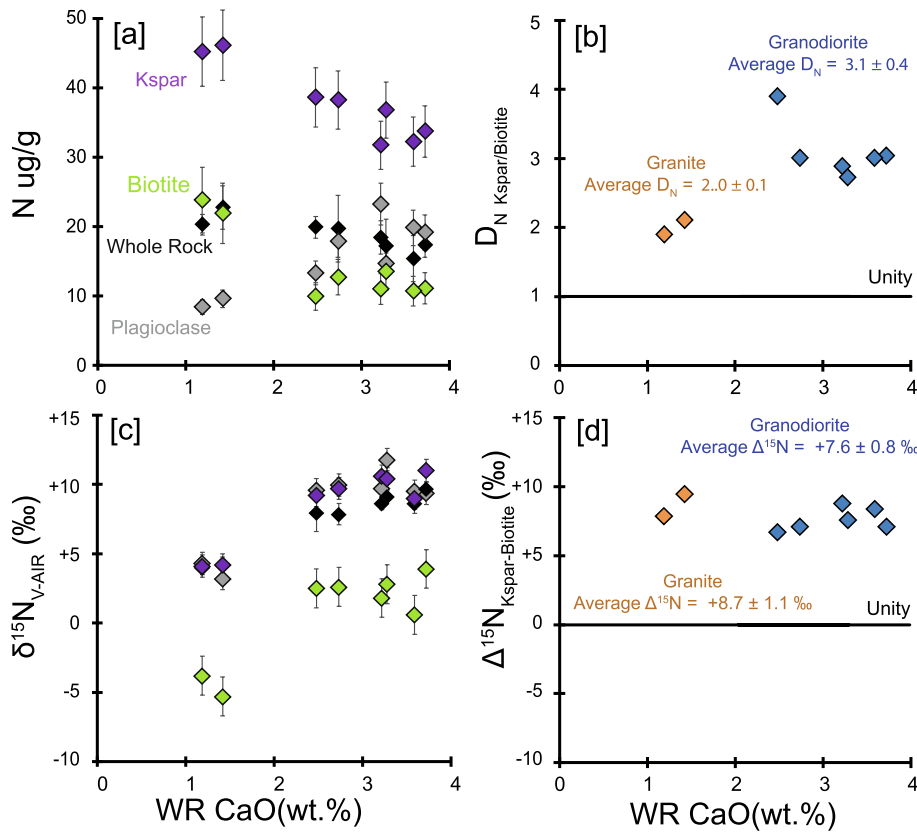 [a]
50
40
30
20
10
0
0 1 2 3 4
N ug/g
Kspar
Biotite
Whole Rock
Plagioclase
[b]
5
4
3
2
1
0
0 1 2 3 4
D_N Kspar/Biotite
Granodiorite
Average D_N = 3.1 ± 0.4
Granite
Average D_N = 2..0 ± 0.1
Unity
[c]
+15
+10
+5
0
-5
-10
0 1 2 3 4
δ¹⁵N_V-AIR (‰)
WR CaO(wt.%)
[d]
+15
+10
+5
0
-5
-10
0 1 2 3 4
Δ¹⁵N_Kspar-Biotite (‰)
Granodiorite
Average Δ¹⁵N = +7.6 ± 0.8 ‰
Granite
Average Δ¹⁵N = +8.7 ± 1.1 ‰
Unity
WR CaO(wt.%)